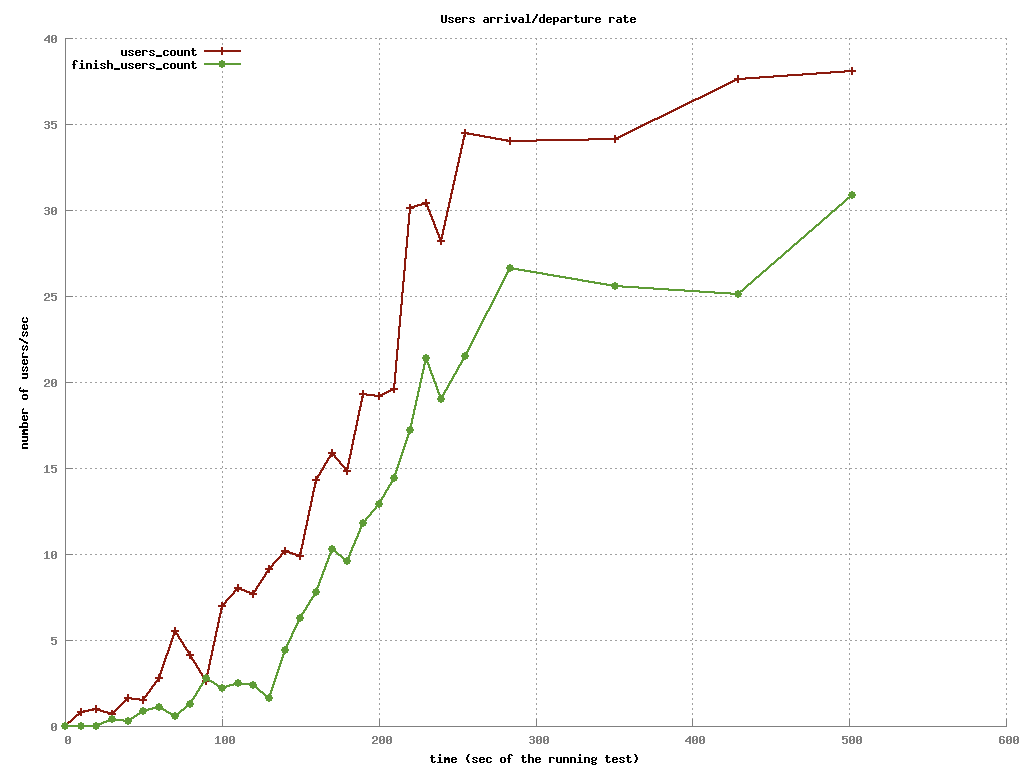 Users arrival/departure rate
users_count
finish_users_count
number of users/sec
40
35
30
25
20
15
10
5
0
0 100 200 300 400 500 600
time (sec of the running test)